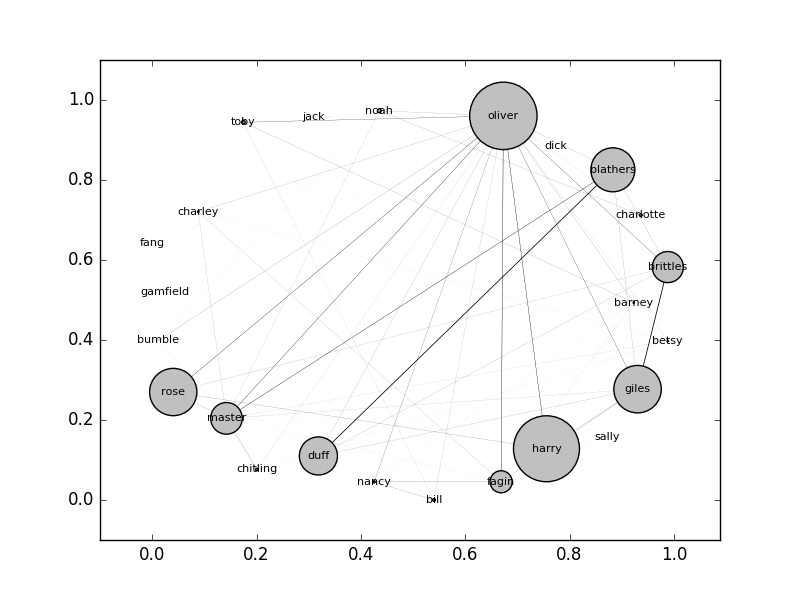 1.0
0.8
0.6
0.4
0.2
0.0
oliver
noah
jack
toby
dick
blathers
charley
charlotte
fang
brittles
gamfield
barney
bumble
betsy
rose
giles
master
sally
harry
duff
chitling
nancy
fagin
bill
0.0 0.2 0.4 0.6 0.8 1.0